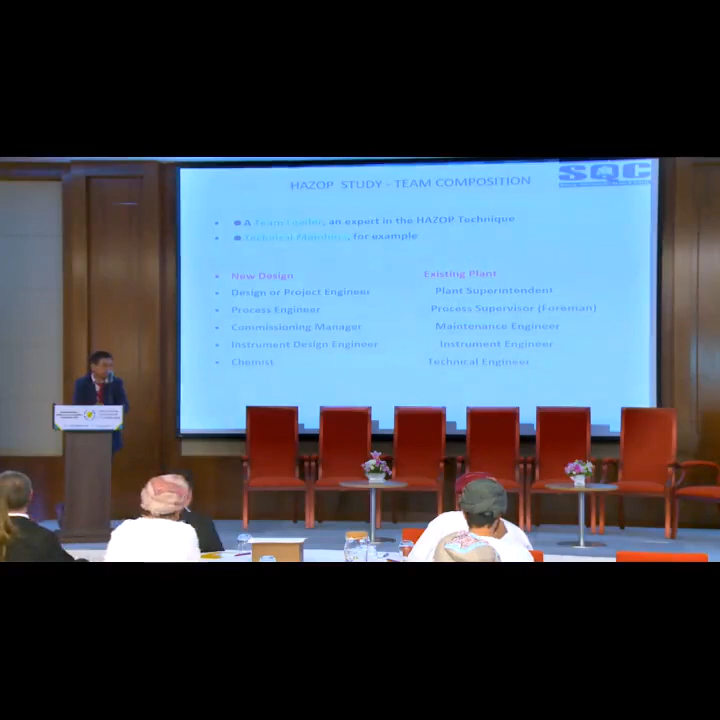 SQC
HAZOP STUDY - TEAM COMPOSITION
• ● A Team Leader, an expert in the HAZOP Technique
• ● Technical Members, for example
• New Design Existing Plant
• Design or Project Engineer Plant Superintendent
• Process Engineer Process Supervisor (Foreman)
• Commissioning Manager Maintenance Engineer
• Instrument Design Engineer Instrument Engineer
• Chemist Technical Engineer